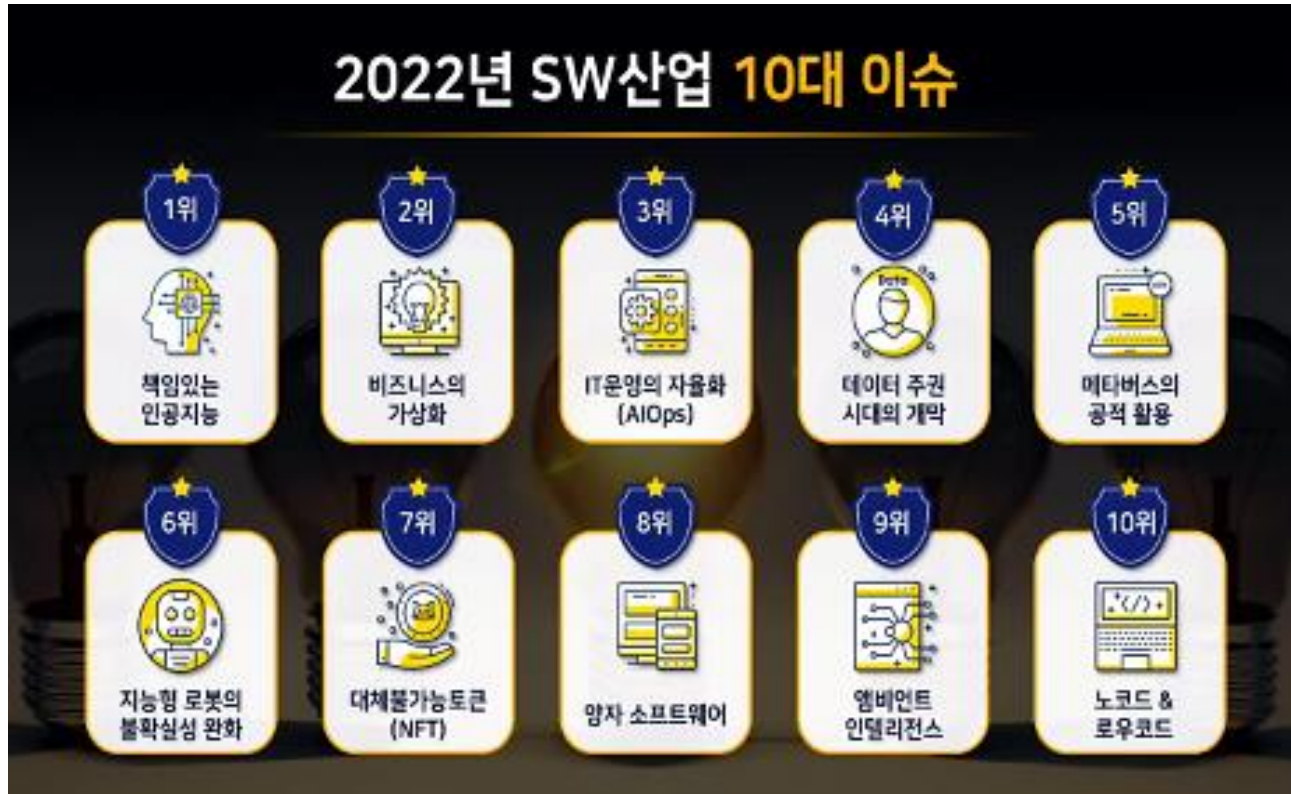 2022년 SW산업 10대 이슈
1위
책임있는
인공지능
2위
비즈니스의
가상화
3위
IT운영의 자율화
(AIOps)
4위
Data
데이터 주권
시대의 개막
5위
메타버스의
공적 활용
6위
지능형 로봇의
불확실성 완화
7위
대체불가능토큰
(NFT)
8위
양자 소프트웨어
9위
앰비언트
인텔리전스
10위
</>
노코드 &
로우코드